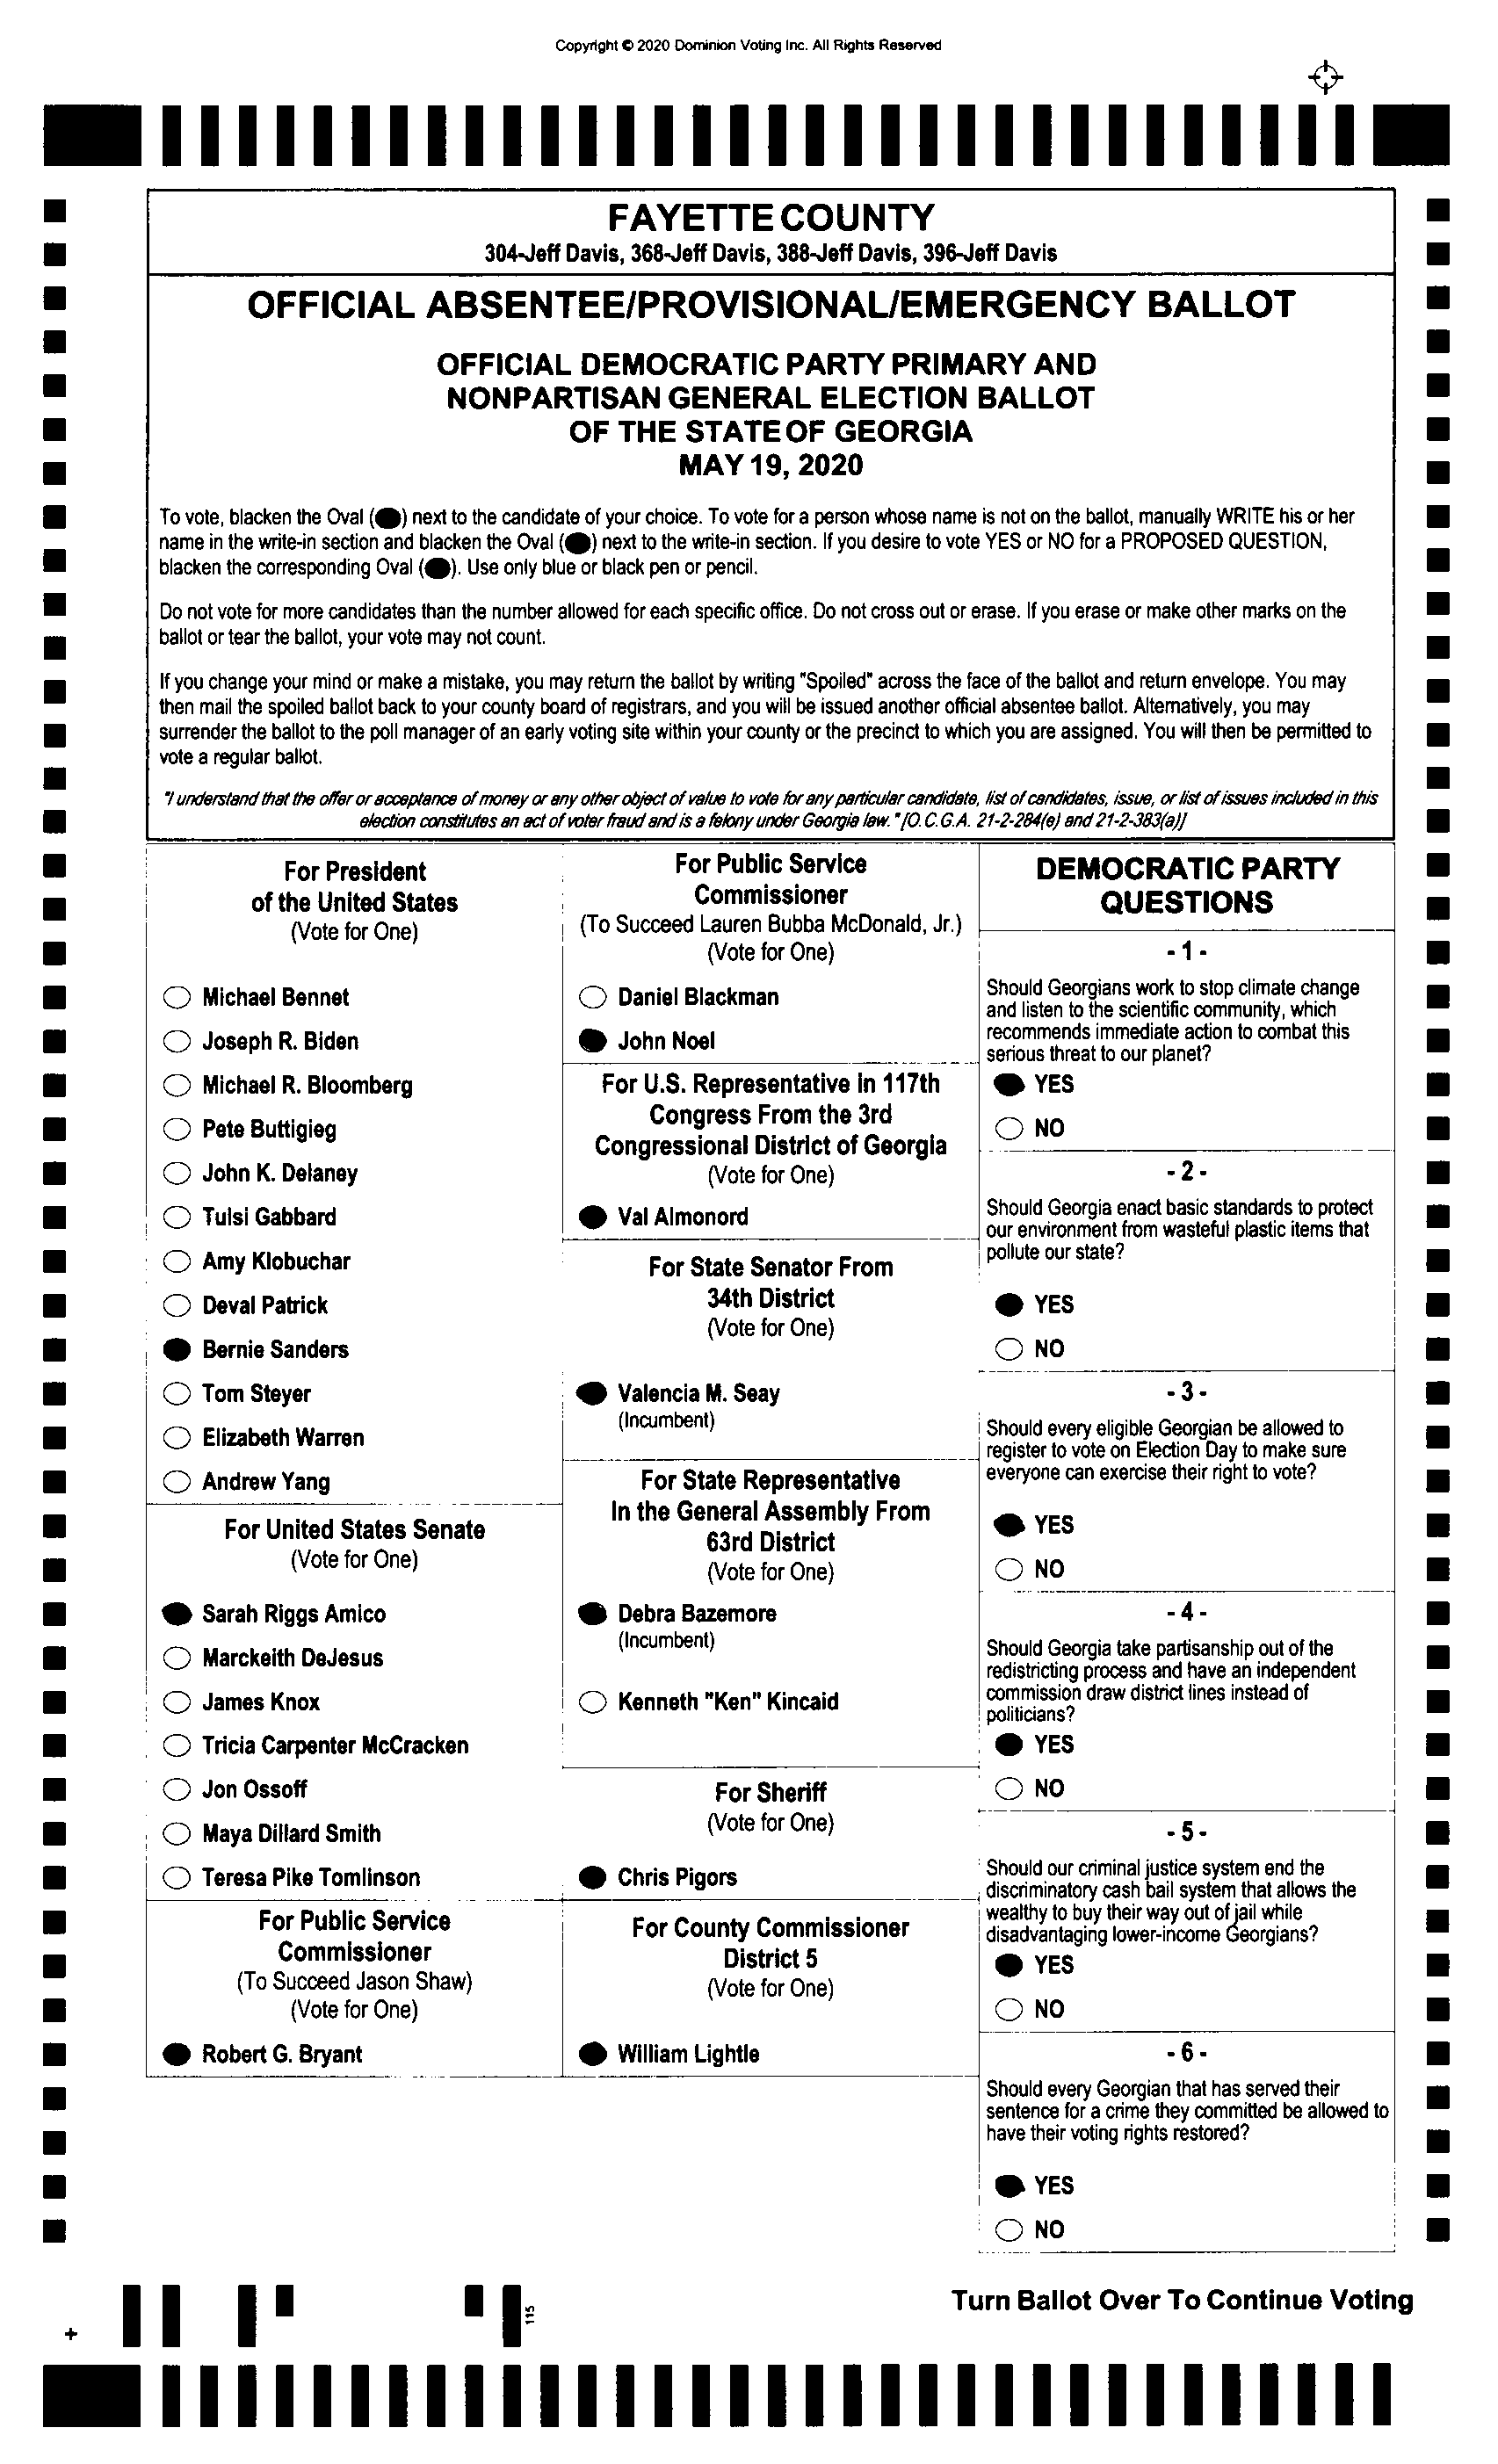 Copyright © 2020 Dominion Voting Inc. All Rights Reserved
FAYETTE COUNTY
304-Jeff Davis, 368-Jeff Davis, 388-Jeff Davis, 396-Jeff Davis
OFFICIAL ABSENTEE/PROVISIONAL/EMERGENCY BALLOT
OFFICIAL DEMOCRATIC PARTY PRIMARY AND
NONPARTISAN GENERAL ELECTION BALLOT
OF THE STATE OF GEORGIA
MAY 19, 2020
To vote, blacken the Oval ( ) next to the candidate of your choice. To vote for a person whose name is not on the ballot, manually WRITE his or her
name in the write-in section and blacken the Oval ( ) next to the write-in section. If you desire to vote YES or NO for a PROPOSED QUESTION,
blacken the corresponding Oval ( ). Use only blue or black pen or pencil.
Do not vote for more candidates than the number allowed for each specific office. Do not cross out or erase. If you erase or make other marks on the
ballot or tear the ballot, your vote may not count.
If you change your mind or make a mistake, you may return the ballot by writing "Spoiled" across the face of the ballot and return envelope. You may
then mail the spoiled ballot back to your county board of registrars, and you will be issued another official absentee ballot. Alternatively, you may
surrender the ballot to the poll manager of an early voting site within your county or the precinct to which you are assigned. You will then be permitted to
vote a regular ballot.
"I understand that the offer or acceptance of money or any other object of value to vote for any particular candidate, list of candidates, issue, or list of issues included in this
election constitutes an act of voter fraud and is a felony under Georgia law." [O.C.G.A. 21-2-284(e) and 21-2-383(a)]
For President
of the United States
(Vote for One)
Michael Bennet
Joseph R. Biden
Michael R. Bloomberg
Pete Buttigieg
John K. Delaney
Tulsi Gabbard
Amy Klobuchar
Deval Patrick
Bernie Sanders
Tom Steyer
Elizabeth Warren
Andrew Yang
For United States Senate
(Vote for One)
Sarah Riggs Amico
Marckeith DeJesus
James Knox
Tricia Carpenter McCracken
Jon Ossoff
Maya Dillard Smith
Teresa Pike Tomlinson
For Public Service
Commissioner
(To Succeed Jason Shaw)
(Vote for One)
Robert G. Bryant
For Public Service
Commissioner
(To Succeed Lauren Bubba McDonald, Jr.)
(Vote for One)
Daniel Blackman
John Noel
For U.S. Representative in 117th
Congress From the 3rd
Congressional District of Georgia
(Vote for One)
Val Almonord
For State Senator From
34th District
(Vote for One)
Valencia M. Seay
(Incumbent)
For State Representative
In the General Assembly From
63rd District
(Vote for One)
Debra Bazemore
(Incumbent)
Kenneth "Ken" Kincaid
For Sheriff
(Vote for One)
Chris Pigors
For County Commissioner
District 5
(Vote for One)
William Lightle
DEMOCRATIC PARTY
QUESTIONS
- 1 -
Should Georgians work to stop climate change
and listen to the scientific community, which
recommends immediate action to combat this
serious threat to our planet?
YES
NO
- 2 -
Should Georgia enact basic standards to protect
our environment from wasteful plastic items that
pollute our state?
YES
NO
- 3 -
Should every eligible Georgian be allowed to
register to vote on Election Day to make sure
everyone can exercise their right to vote?
YES
NO
- 4 -
Should Georgia take partisanship out of the
redistricting process and have an independent
commission draw district lines instead of
politicians?
YES
NO
- 5 -
Should our criminal justice system end the
discriminatory cash bail system that allows the
wealthy to buy their way out of jail while
disadvantaging lower-income Georgians?
YES
NO
- 6 -
Should every Georgian that has served their
sentence for a crime they committed be allowed to
have their voting rights restored?
YES
NO
Turn Ballot Over To Continue Voting
115